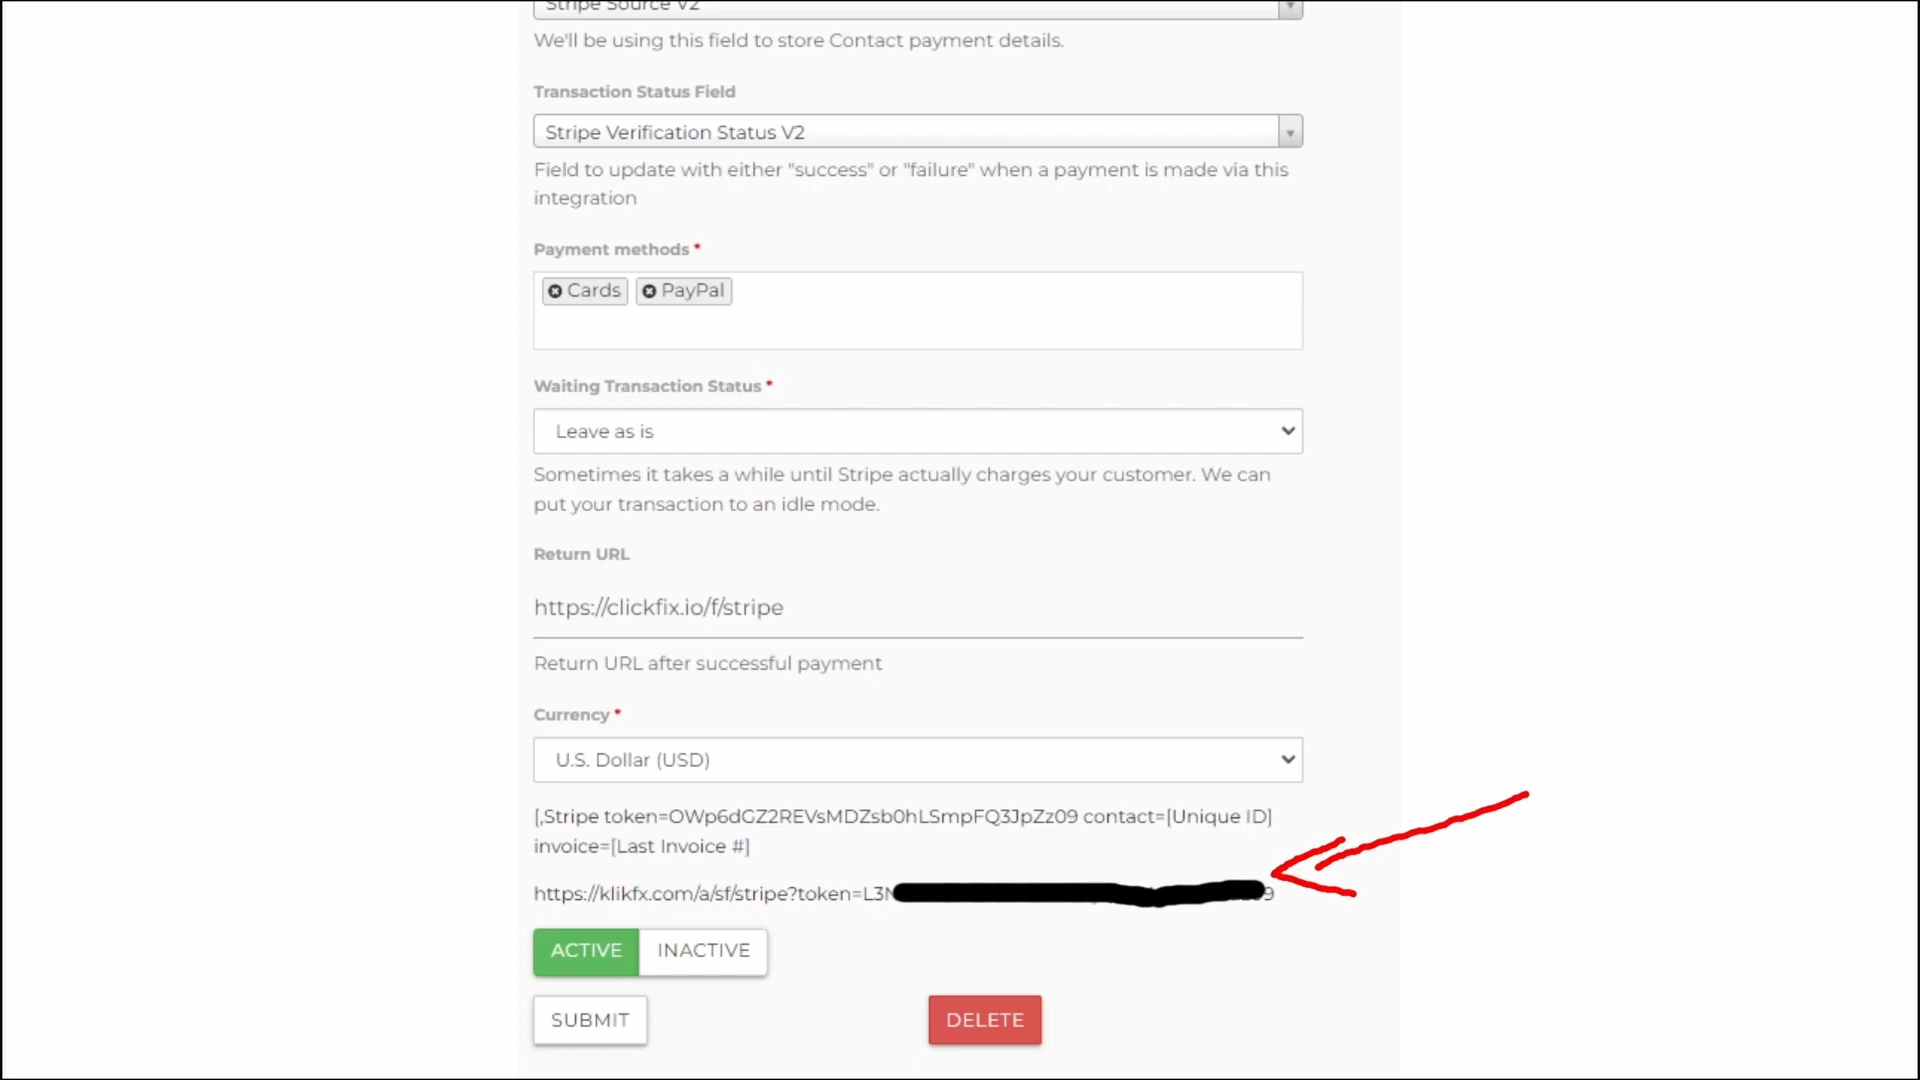 Stripe Source V2
We'll be using this field to store Contact payment details.
Transaction Status Field
Stripe Verification Status V2
Field to update with either "success" or "failure" when a payment is made via this
integration
Payment methods *
Cards PayPal
Waiting Transaction Status *
Leave as is
Sometimes it takes a while until Stripe actually charges your customer. We can
put your transaction to an idle mode.
Return URL
https://clickfix.io/f/stripe
Return URL after successful payment
Currency *
U.S. Dollar (USD)
[,Stripe token=OWp6dGZ2REVsMDZsb0hLSmpFQ3JpZz09 contact=[Unique ID]
invoice=[Last Invoice #]
https://klikfx.com/a/sf/stripe?token=L3N
ACTIVE INACTIVE
SUBMIT DELETE